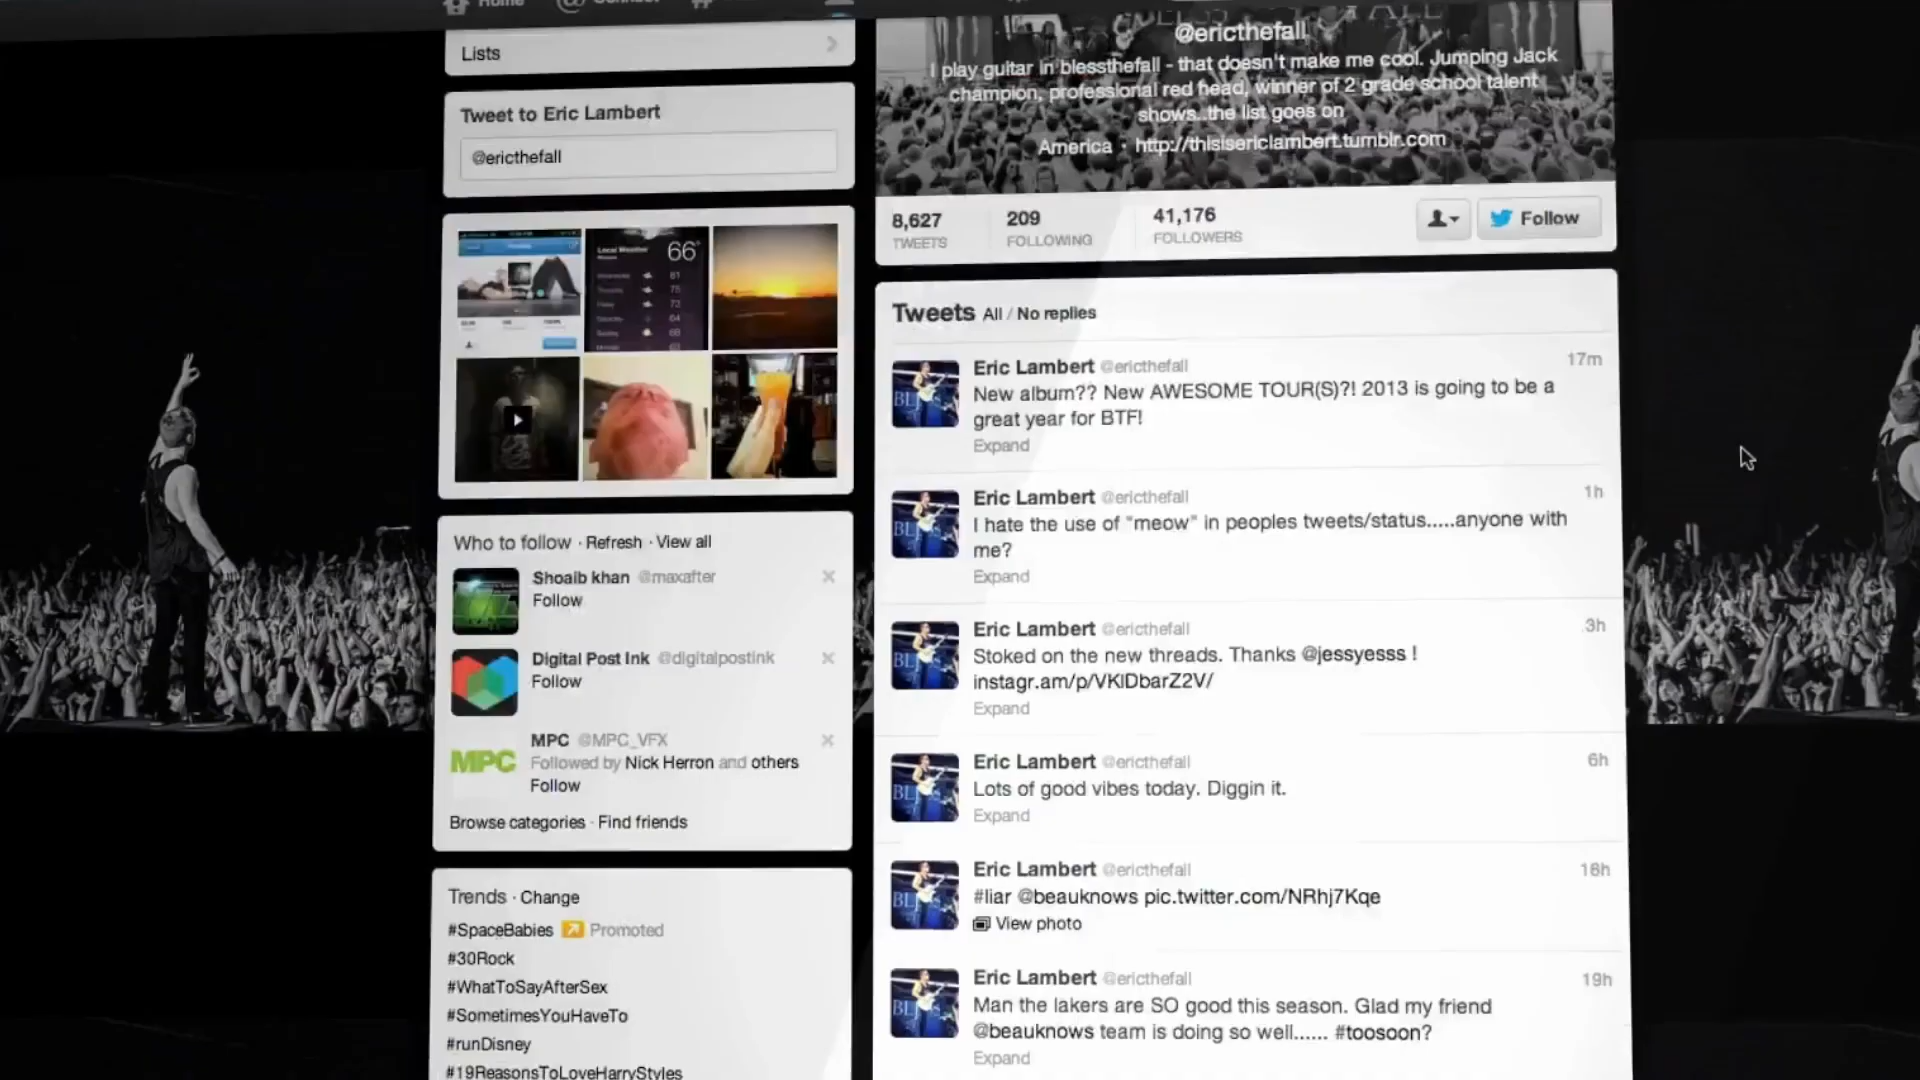 Home
Lists
Tweet to Eric Lambert
@ericthefall
66°
Who to follow · Refresh · View all
Shoaib khan @maxafter
Follow
Digital Post Ink @digitalpostink
Follow
MPC
MPC @MPC_VFX
Followed by Nick Herron and others
Follow
Browse categories · Find friends
Trends · Change
#SpaceBabies Promoted
#30Rock
#WhatToSayAfterSex
#SometimesYouHaveTo
#runDisney
#19ReasonsToLoveHarryStyles
@ericthefall
I play guitar in blessthefall - that doesn't make me cool. Jumping Jack
champion, professional red head, winner of 2 grade school talent
shows..the list goes on
America · http://thisisericlambert.tumblr.com
8,627
TWEETS
209
FOLLOWING
41,176
FOLLOWERS
Follow
Tweets All / No replies
Eric Lambert @ericthefall 17m
New album?? New AWESOME TOUR(S)?! 2013 is going to be a
great year for BTF!
Expand
Eric Lambert @ericthefall 1h
I hate the use of "meow" in peoples tweets/status.....anyone with
me?
Expand
Eric Lambert @ericthefall 3h
Stoked on the new threads. Thanks @jessyesss !
instagr.am/p/VKlDbarZ2V/
Expand
Eric Lambert @ericthefall 6h
Lots of good vibes today. Diggin it.
Expand
Eric Lambert @ericthefall 18h
#liar @beauknows pic.twitter.com/NRhj7Kqe
View photo
Eric Lambert @ericthefall 19h
Man the lakers are SO good this season. Glad my friend
@beauknows team is doing so well...... #toosoon?
Expand